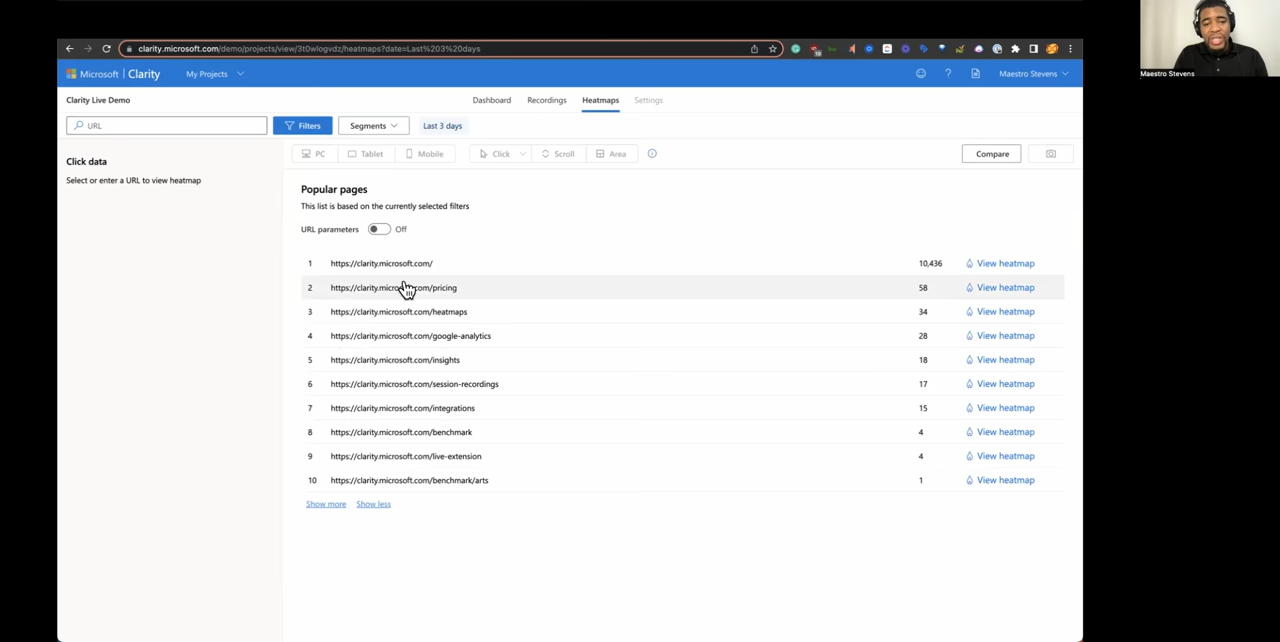 clarity.microsoft.com/demo/projects/view/3t0wlogvdz/heatmaps?date=Last%203%20days
Maestro Stevens
Microsoft | Clarity My Projects ? Maestro Stevens
Clarity Live Demo Dashboard Recordings Heatmaps Settings
URL Filters Segments Last 3 days
Click data PC Tablet Mobile Click Scroll Area Compare
Select or enter a URL to view heatmap
Popular pages
This list is based on the currently selected filters
URL parameters Off
1 https://clarity.microsoft.com/ 10,436 View heatmap
2 https://clarity.microsoft.com/pricing 58 View heatmap
3 https://clarity.microsoft.com/heatmaps 34 View heatmap
4 https://clarity.microsoft.com/google-analytics 28 View heatmap
5 https://clarity.microsoft.com/insights 18 View heatmap
6 https://clarity.microsoft.com/session-recordings 17 View heatmap
7 https://clarity.microsoft.com/integrations 15 View heatmap
8 https://clarity.microsoft.com/benchmark 4 View heatmap
9 https://clarity.microsoft.com/live-extension 4 View heatmap
10 https://clarity.microsoft.com/benchmark/arts 1 View heatmap
Show more Show less